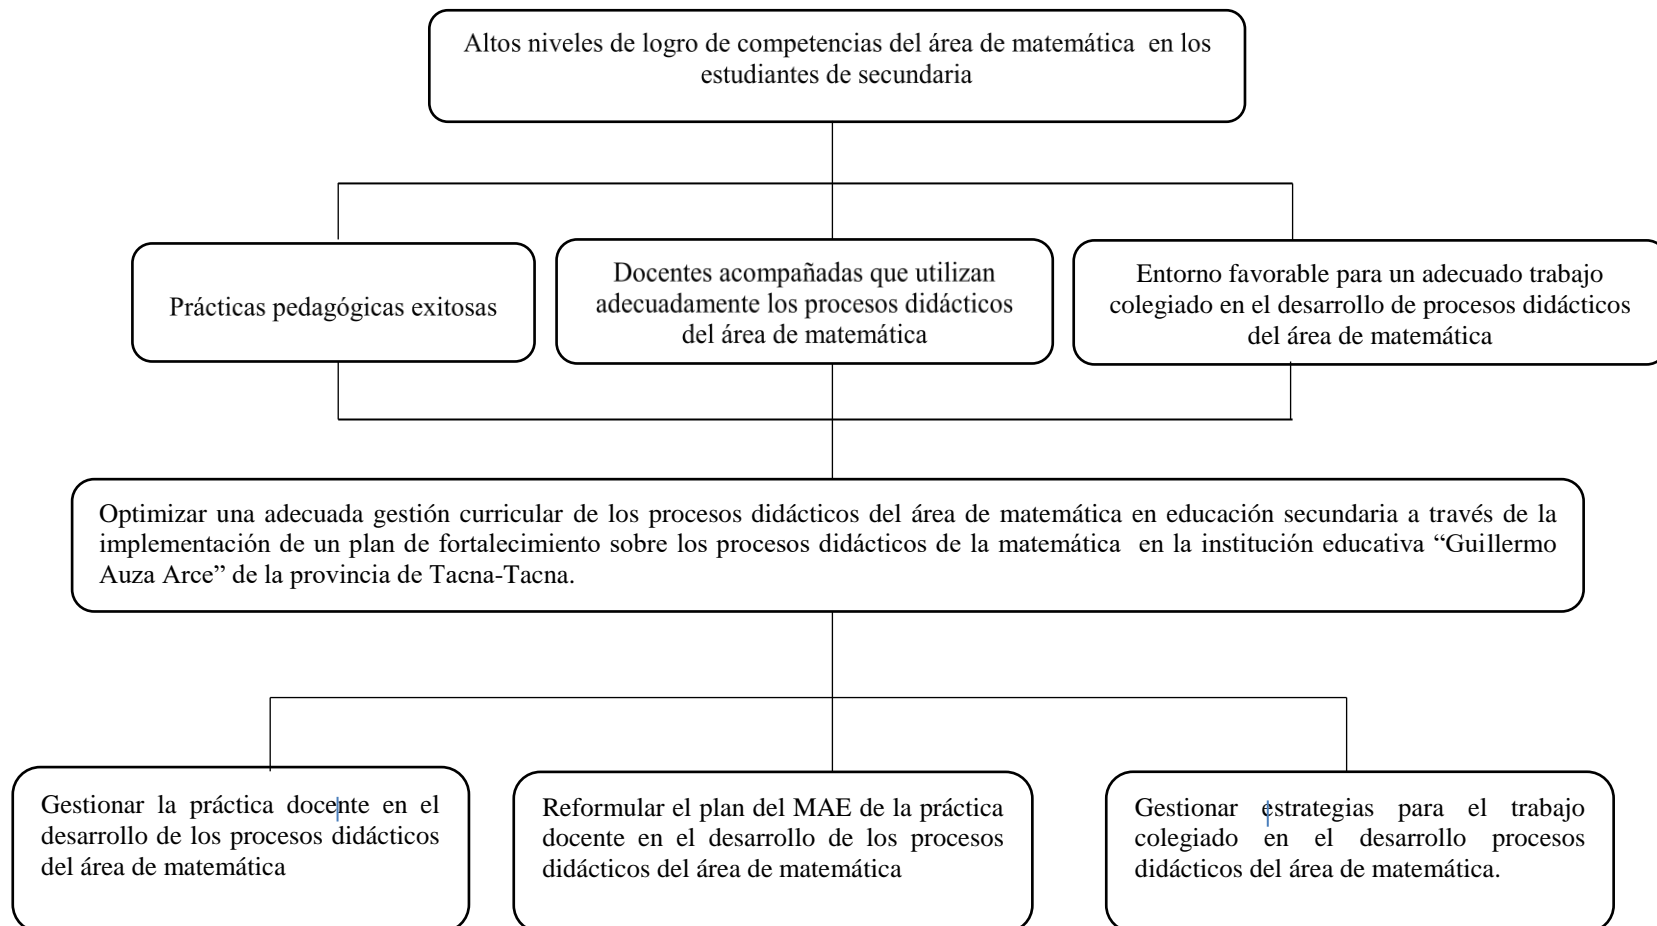 Altos niveles de logro de competencias del área de matemática en los
estudiantes de secundaria
Prácticas pedagógicas exitosas
Docentes acompañadas que utilizan
adecuadamente los procesos didácticos
del área de matemática
Entorno favorable para un adecuado trabajo
colegiado en el desarrollo de procesos didácticos
del área de matemática
Optimizar una adecuada gestión curricular de los procesos didácticos del área de matemática en educación secundaria a través de la
implementación de un plan de fortalecimiento sobre los procesos didácticos de la matemática en la institución educativa “Guillermo
Auza Arce” de la provincia de Tacna-Tacna.
Gestionar la práctica docente en el
desarrollo de los procesos didácticos
del área de matemática
Reformular el plan del MAE de la práctica
docente en el desarrollo de los procesos
didácticos del área de matemática
Gestionar estrategias para el trabajo
colegiado en el desarrollo procesos
didácticos del área de matemática.